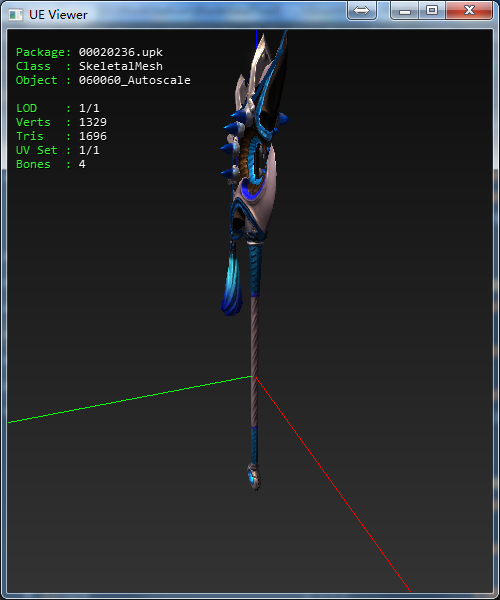 UE Viewer
Package: 00020236.upk
Class : SkeletalMesh
Object : 060060_Autoscale
LOD : 1/1
Verts : 1329
Tris : 1696
UV Set : 1/1
Bones : 4